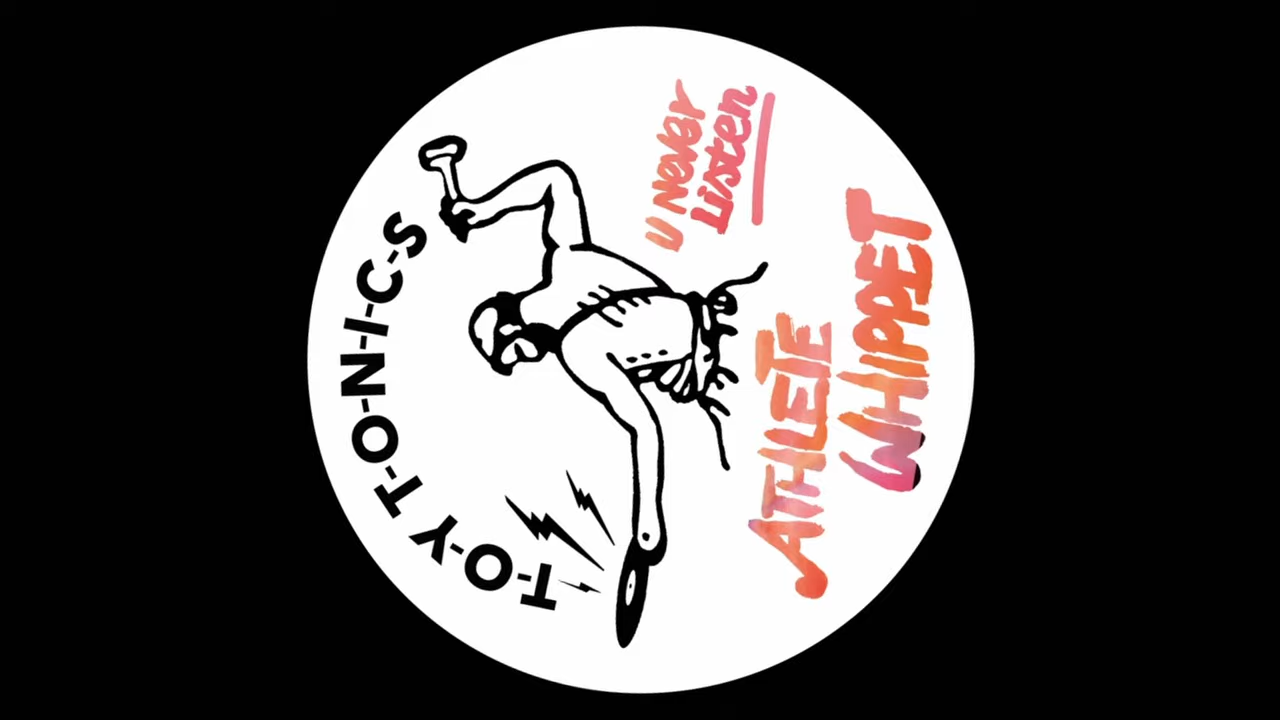 T-O-Y T-O-N-I-C-S
U Never
Listen
ATHLETE
WHIPPET